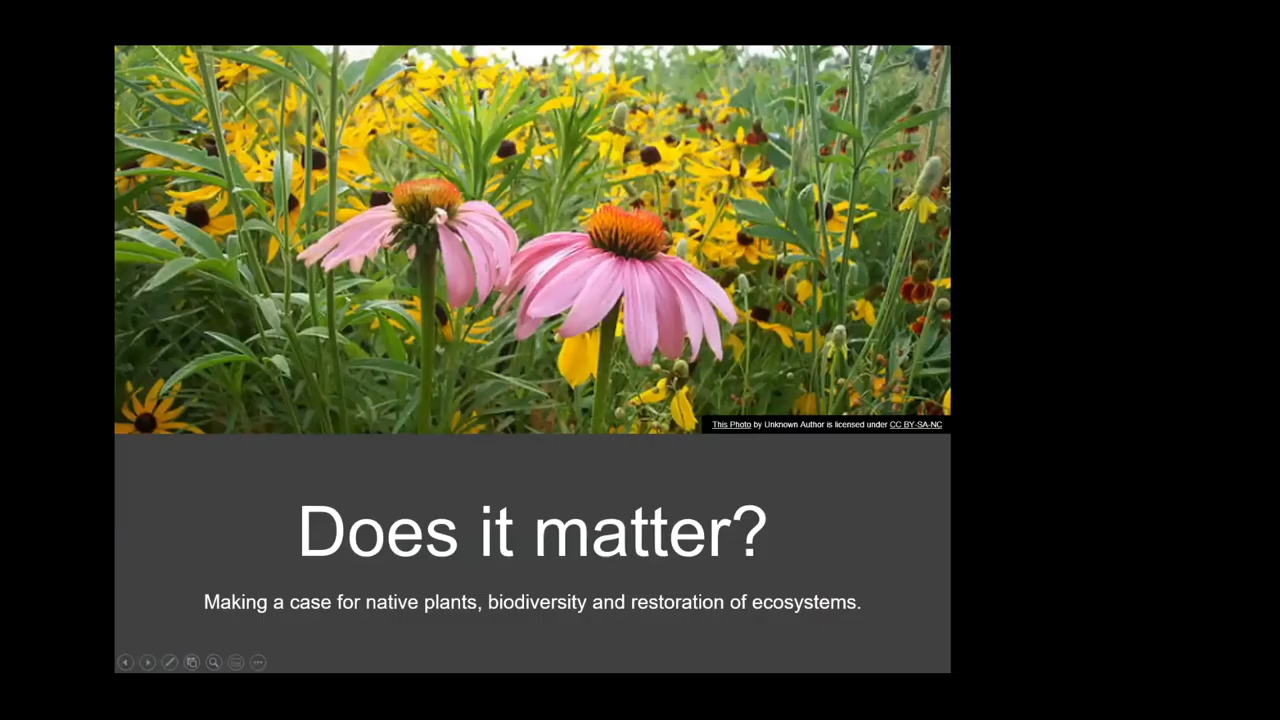 This Photo by Unknown Author is licensed under CC BY-SA-NC
Does it matter?
Making a case for native plants, biodiversity and restoration of ecosystems.